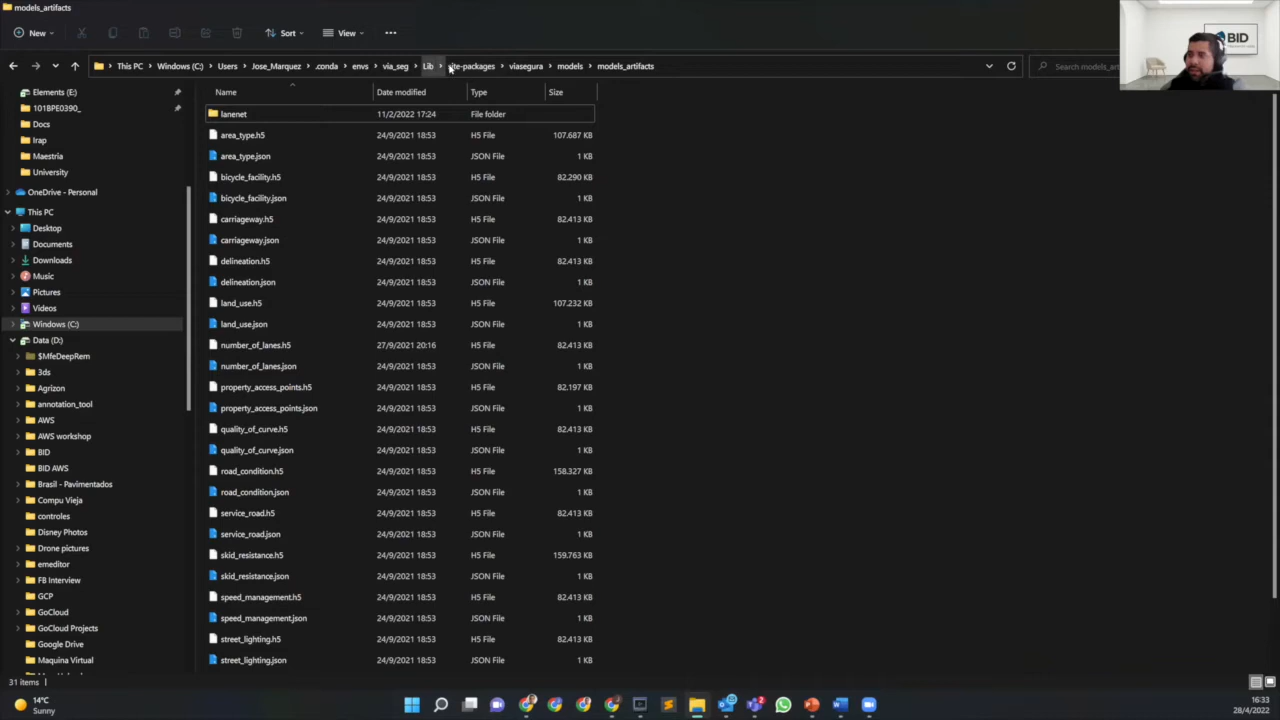 models_artifacts
New
Sort
View
This PC > Windows (C:) > Users > Jose_Marquez > .conda > envs > via_seg > Lib > site-packages > viasegura > models > models_artifacts
Search models_art
BID
Elements (E:)
101BPE0390_
Docs
Irap
Maestria
University
OneDrive - Personal
This PC
Desktop
Documents
Downloads
Music
Pictures
Videos
Windows (C:)
Data (D:)
$MfeDeepRem
3ds
Agrizon
annotation_tool
AWS
AWS workshop
BID
BID AWS
Brasil - Pavimentados
Compu Vieja
controles
Disney Photos
Drone pictures
emeditor
FB Interview
GCP
GoCloud
GoCloud Projects
Google Drive
Maquina Virtual
Name Date modified Type Size
lanenet 11/2/2022 17:24 File folder
area_type.h5 24/9/2021 18:53 H5 File 107.687 KB
area_type.json 24/9/2021 18:53 JSON File 1 KB
bicycle_facility.h5 24/9/2021 18:53 H5 File 82.290 KB
bicycle_facility.json 24/9/2021 18:53 JSON File 1 KB
carriageway.h5 24/9/2021 18:53 H5 File 82.413 KB
carriageway.json 24/9/2021 18:53 JSON File 1 KB
delineation.h5 24/9/2021 18:53 H5 File 82.413 KB
delineation.json 24/9/2021 18:53 JSON File 1 KB
land_use.h5 24/9/2021 18:53 H5 File 107.232 KB
land_use.json 24/9/2021 18:53 JSON File 1 KB
number_of_lanes.h5 27/9/2021 20:16 H5 File 82.413 KB
number_of_lanes.json 24/9/2021 18:53 JSON File 1 KB
property_access_points.h5 24/9/2021 18:53 H5 File 82.197 KB
property_access_points.json 24/9/2021 18:53 JSON File 1 KB
quality_of_curve.h5 24/9/2021 18:53 H5 File 82.413 KB
quality_of_curve.json 24/9/2021 18:53 JSON File 1 KB
road_condition.h5 24/9/2021 18:53 H5 File 158.327 KB
road_condition.json 24/9/2021 18:53 JSON File 1 KB
service_road.h5 24/9/2021 18:53 H5 File 82.413 KB
service_road.json 24/9/2021 18:53 JSON File 1 KB
skid_resistance.h5 24/9/2021 18:53 H5 File 159.763 KB
skid_resistance.json 24/9/2021 18:53 JSON File 1 KB
speed_management.h5 24/9/2021 18:53 H5 File 82.413 KB
speed_management.json 24/9/2021 18:53 JSON File 1 KB
street_lighting.h5 24/9/2021 18:53 H5 File 82.413 KB
street_lighting.json 24/9/2021 18:53 JSON File 1 KB
31 items
14°C
Sunny
16:33
28/4/2022